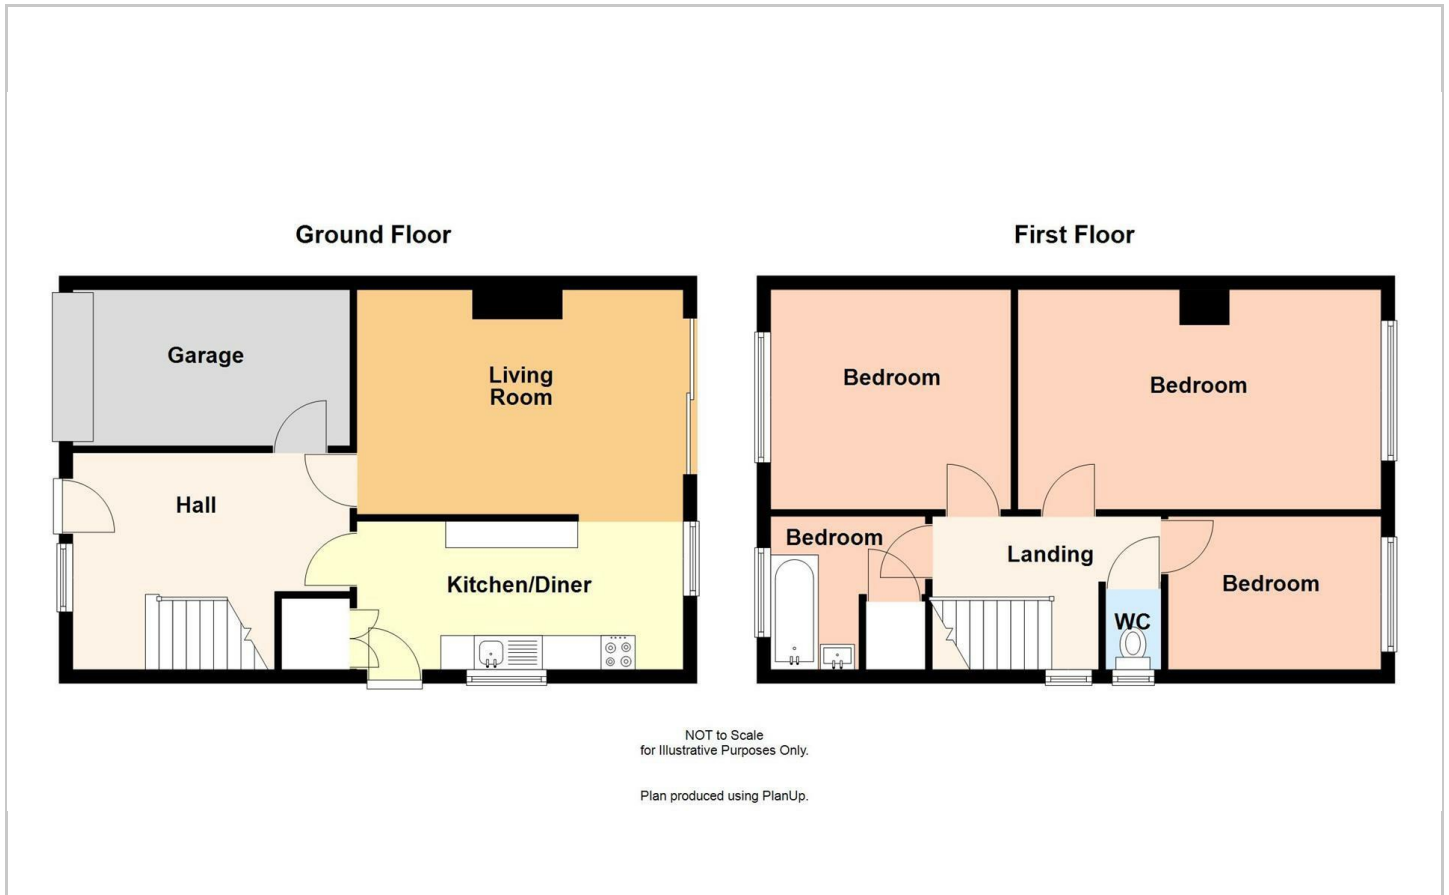 Ground Floor
First Floor
Garage
Living
Room
Hall
Kitchen/Diner
Bedroom
Bedroom
Bedroom
Landing
Bedroom
WC
NOT to Scale
for Illustrative Purposes Only.
Plan produced using PlanUp.